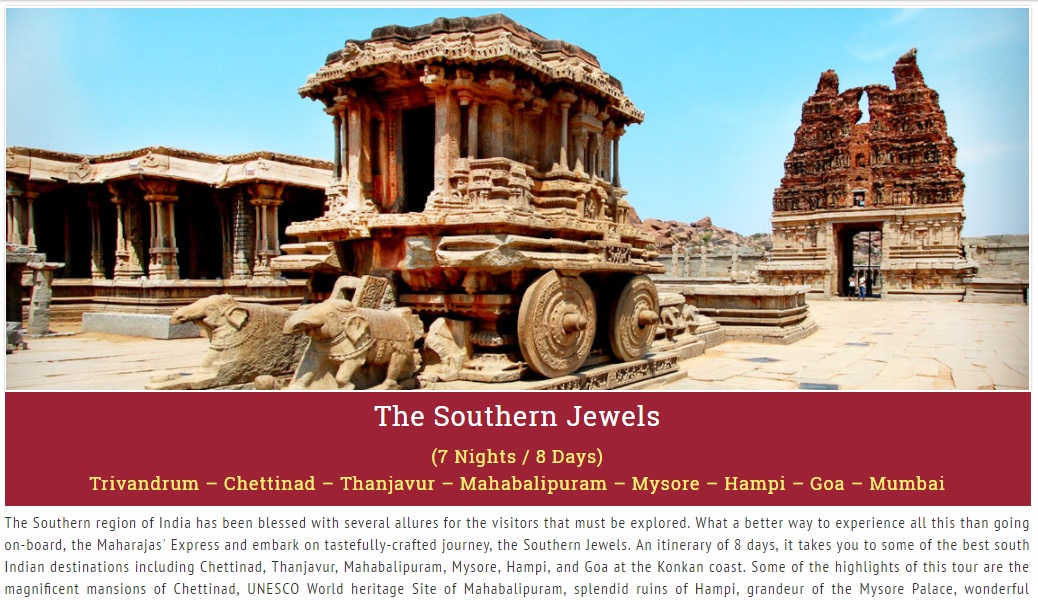 The Southern Jewels
(7 Nights / 8 Days)
Trivandrum – Chettinad – Thanjavur – Mahabalipuram – Mysore – Hampi – Goa – Mumbai
The Southern region of India has been blessed with several allures for the visitors that must be explored. What a better way to experience all this than going
on-board, the Maharajas' Express and embark on tastefully-crafted journey, the Southern Jewels. An itinerary of 8 days, it takes you to some of the best south
Indian destinations including Chettinad, Thanjavur, Mahabalipuram, Mysore, Hampi, and Goa at the Konkan coast. Some of the highlights of this tour are the
magnificent mansions of Chettinad, UNESCO World heritage Site of Mahabalipuram, splendid ruins of Hampi, grandeur of the Mysore Palace, wonderful